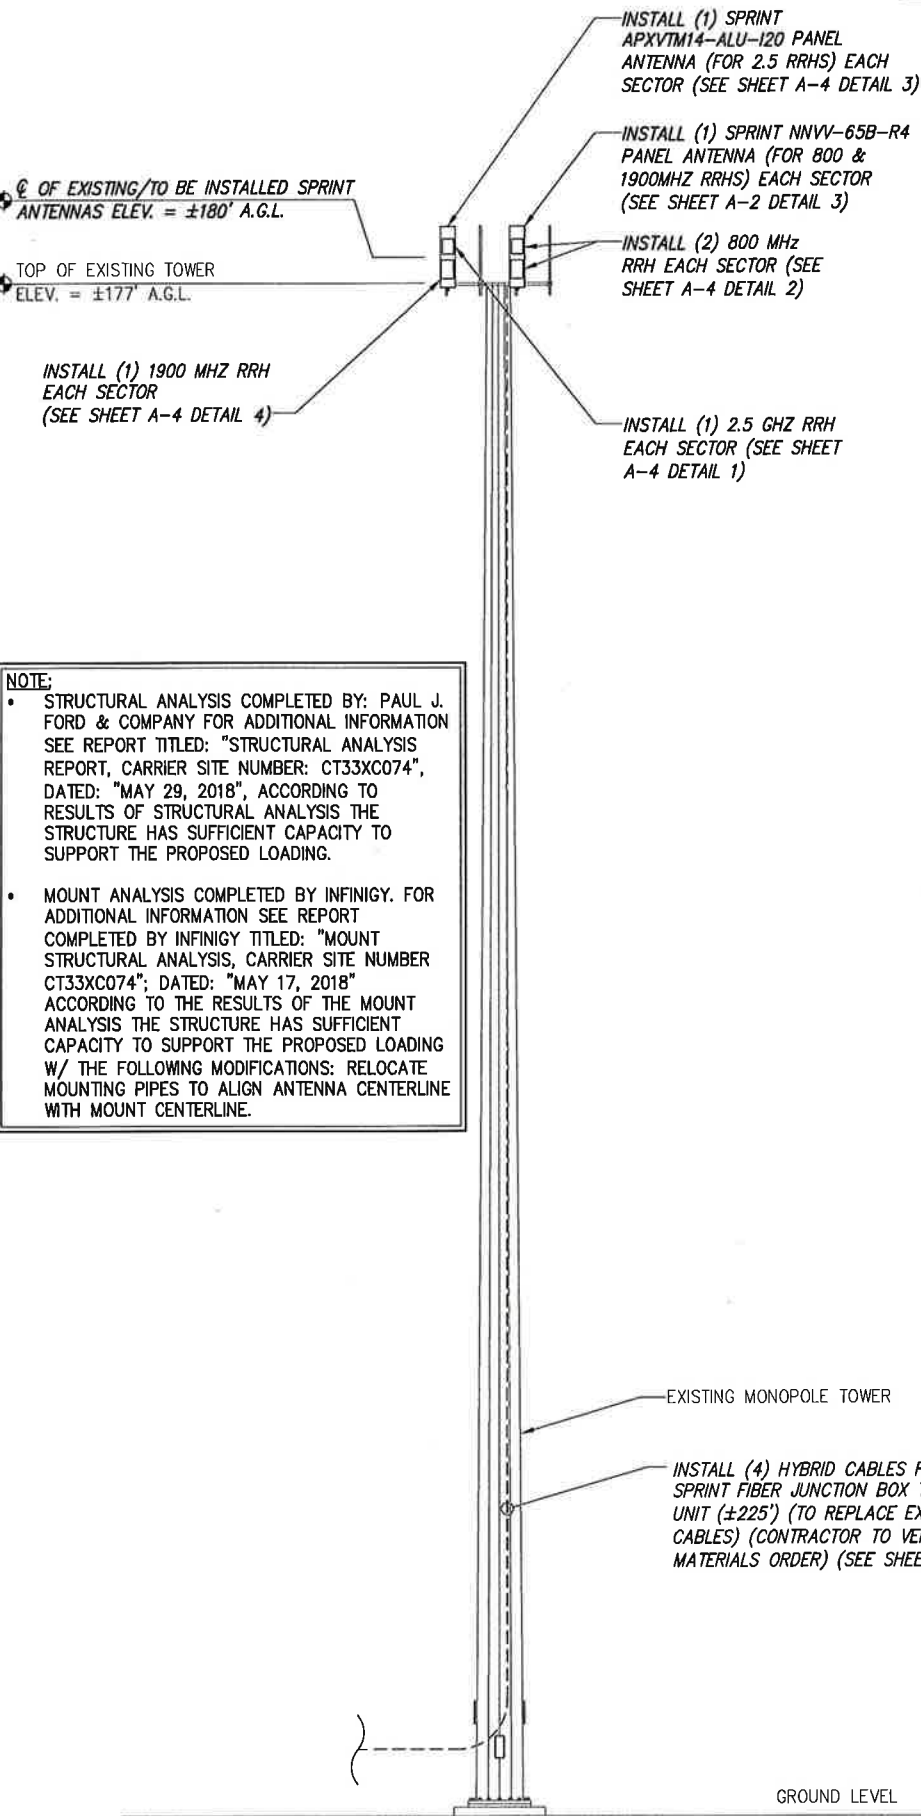 INSTALL (1) SPRINT
APXVTM14-ALU-I20 PANEL
ANTENNA (FOR 2.5 RRHS) EACH
SECTOR (SEE SHEET A-4 DETAIL 3)
INSTALL (1) SPRINT NNVV-65B-R4
PANEL ANTENNA (FOR 800 &
1900MHZ RRHS) EACH SECTOR
(SEE SHEET A-2 DETAIL 3)
℄ OF EXISTING/TO BE INSTALLED SPRINT
ANTENNAS ELEV. = ±180' A.G.L.
INSTALL (2) 800 MHz
RRH EACH SECTOR (SEE
SHEET A-4 DETAIL 2)
TOP OF EXISTING TOWER
ELEV. = ±177' A.G.L.
INSTALL (1) 1900 MHZ RRH
EACH SECTOR
(SEE SHEET A-4 DETAIL 4)
INSTALL (1) 2.5 GHZ RRH
EACH SECTOR (SEE SHEET
A-4 DETAIL 1)
NOTE:
• STRUCTURAL ANALYSIS COMPLETED BY: PAUL J.
FORD & COMPANY FOR ADDITIONAL INFORMATION
SEE REPORT TITLED: "STRUCTURAL ANALYSIS
REPORT, CARRIER SITE NUMBER: CT33XC074",
DATED: "MAY 29, 2018", ACCORDING TO
RESULTS OF STRUCTURAL ANALYSIS THE
STRUCTURE HAS SUFFICIENT CAPACITY TO
SUPPORT THE PROPOSED LOADING.
• MOUNT ANALYSIS COMPLETED BY INFINIGY. FOR
ADDITIONAL INFORMATION SEE REPORT
COMPLETED BY INFINIGY TITLED: "MOUNT
STRUCTURAL ANALYSIS, CARRIER SITE NUMBER
CT33XC074"; DATED: "MAY 17, 2018"
ACCORDING TO THE RESULTS OF THE MOUNT
ANALYSIS THE STRUCTURE HAS SUFFICIENT
CAPACITY TO SUPPORT THE PROPOSED LOADING
W/ THE FOLLOWING MODIFICATIONS: RELOCATE
MOUNTING PIPES TO ALIGN ANTENNA CENTERLINE
WITH MOUNT CENTERLINE.
EXISTING MONOPOLE TOWER
INSTALL (4) HYBRID CABLES
SPRINT FIBER JUNCTION BOX
UNIT (±225') (TO REPLACE
CABLES) (CONTRACTOR TO
MATERIALS ORDER) (SEE
GROUND LEVEL